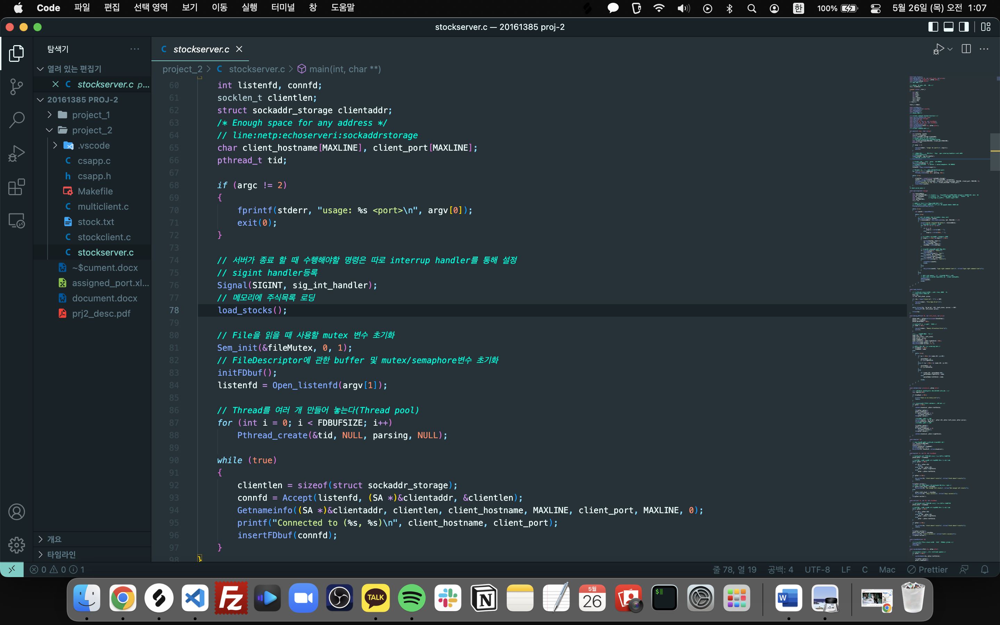 Code 파일 편집 선택 영역 보기 이동 실행 터미널 창 도움말 한 100% 5월 26일 (목) 오전 1:07
stockserver.c — 20161385 proj-2
탐색기
열려 있는 편집기
stockserver.c p...
20161385 PROJ-2
project_1
project_2
.vscode
csapp.c
csapp.h
Makefile
multiclient.c
stock.txt
stockclient.c
stockserver.c
~$cument.docx
assigned_port.xl...
document.docx
prj2_desc.pdf
개요
타임라인
C stockserver.c
project_2 > C stockserver.c > main(int, char **)
60 int listenfd, connfd;
61 socklen_t clientlen;
62 struct sockaddr_storage clientaddr;
63 /* Enough space for any address */
64 // line:netp:echoserveri:sockaddrstorage
65 char client_hostname[MAXLINE], client_port[MAXLINE];
66 pthread_t tid;
67
68 if (argc != 2)
69 {
70 fprintf(stderr, "usage: %s <port>\n", argv[0]);
71 exit(0);
72 }
73
74 // 서버가 종료 할 때 수행해야할 명령은 따로 interrup handler를 통해 설정
75 // sigint handler등록
76 Signal(SIGINT, sig_int_handler);
77 // 메모리에 주식목록 로딩
78 load_stocks();
79
80 // File을 읽을 때 사용할 mutex 변수 초기화
81 Sem_init(&fileMutex, 0, 1);
82 // FileDescriptor에 관한 buffer 및 mutex/semaphore변수 초기화
83 initFDbuf();
84 listenfd = Open_listenfd(argv[1]);
85
86 // Thread를 여러 개 만들어 놓는다(Thread pool)
87 for (int i = 0; i < FDBUFSIZE; i++)
88 Pthread_create(&tid, NULL, parsing, NULL);
89
90 while (true)
91 {
92 clientlen = sizeof(struct sockaddr_storage);
93 connfd = Accept(listenfd, (SA *)&clientaddr, &clientlen);
94 Getnameinfo((SA *)&clientaddr, clientlen, client_hostname, MAXLINE, client_port, MAXLINE, 0);
95 printf("Connected to (%s, %s)\n", client_hostname, client_port);
96 insertFDbuf(connfd);
97 }
98 }
0 0 1 줄 78, 열 19 공백: 4 UTF-8 LF C Mac Prettier
TALK
5월
26